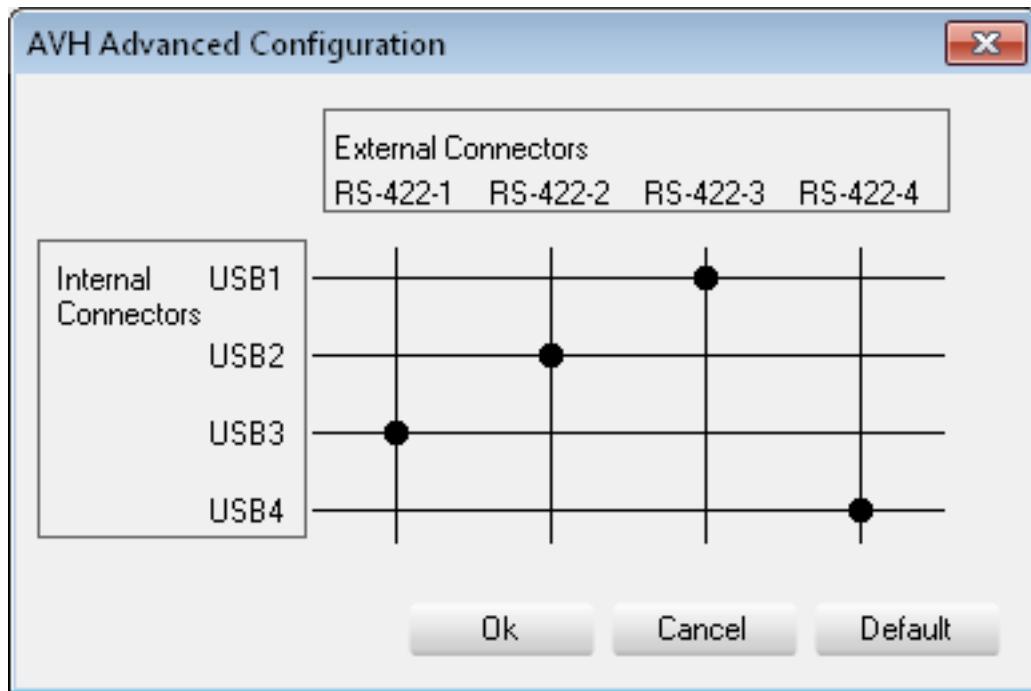 AVH Advanced Configuration
External Connectors
RS-422-1 RS-422-2 RS-422-3 RS-422-4
Internal USB1
Connectors
USB2
USB3
USB4
Ok Cancel Default